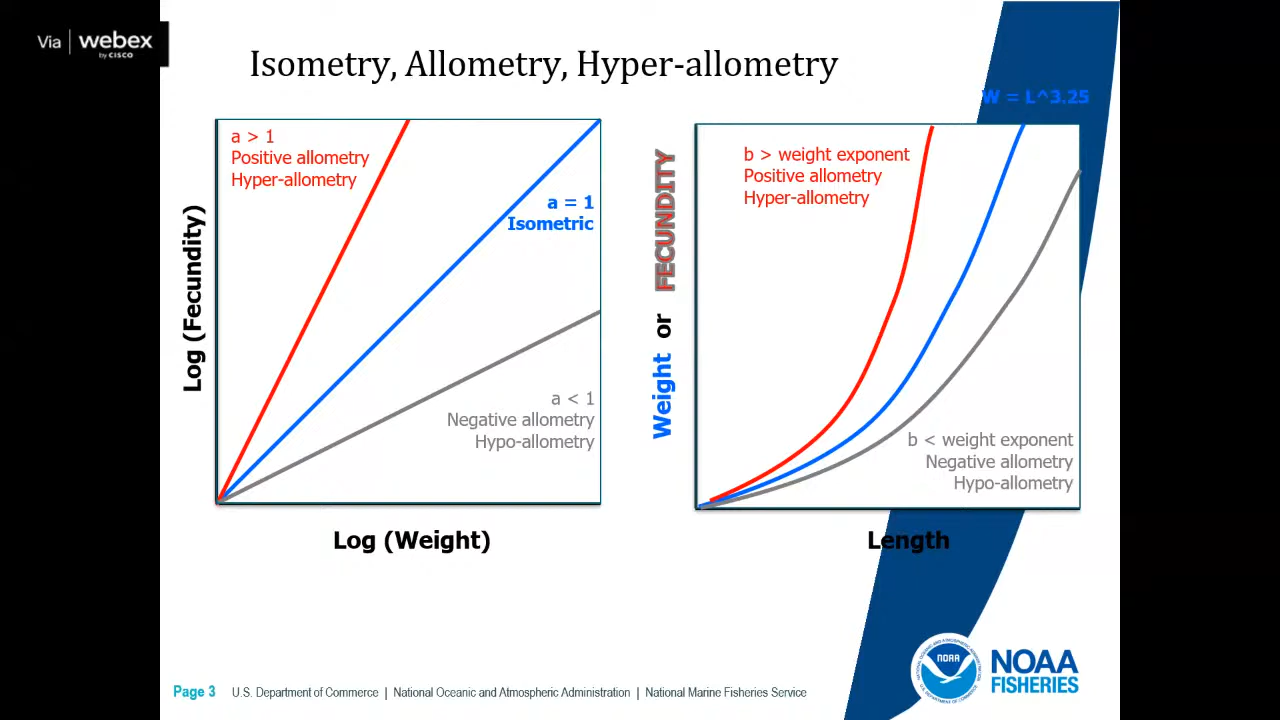 Via webex
by CISCO
Isometry, Allometry, Hyper-allometry
W = L^3.25
a > 1
Positive allometry
Hyper-allometry
a = 1
Isometric
a < 1
Negative allometry
Hypo-allometry
Log (Fecundity)
Log (Weight)
b > weight exponent
Positive allometry
Hyper-allometry
b < weight exponent
Negative allometry
Hypo-allometry
Weight or FECUNDITY
Length
NOAA
NOAA
FISHERIES
Page 3 U.S. Department of Commerce | National Oceanic and Atmospheric Administration | National Marine Fisheries Service